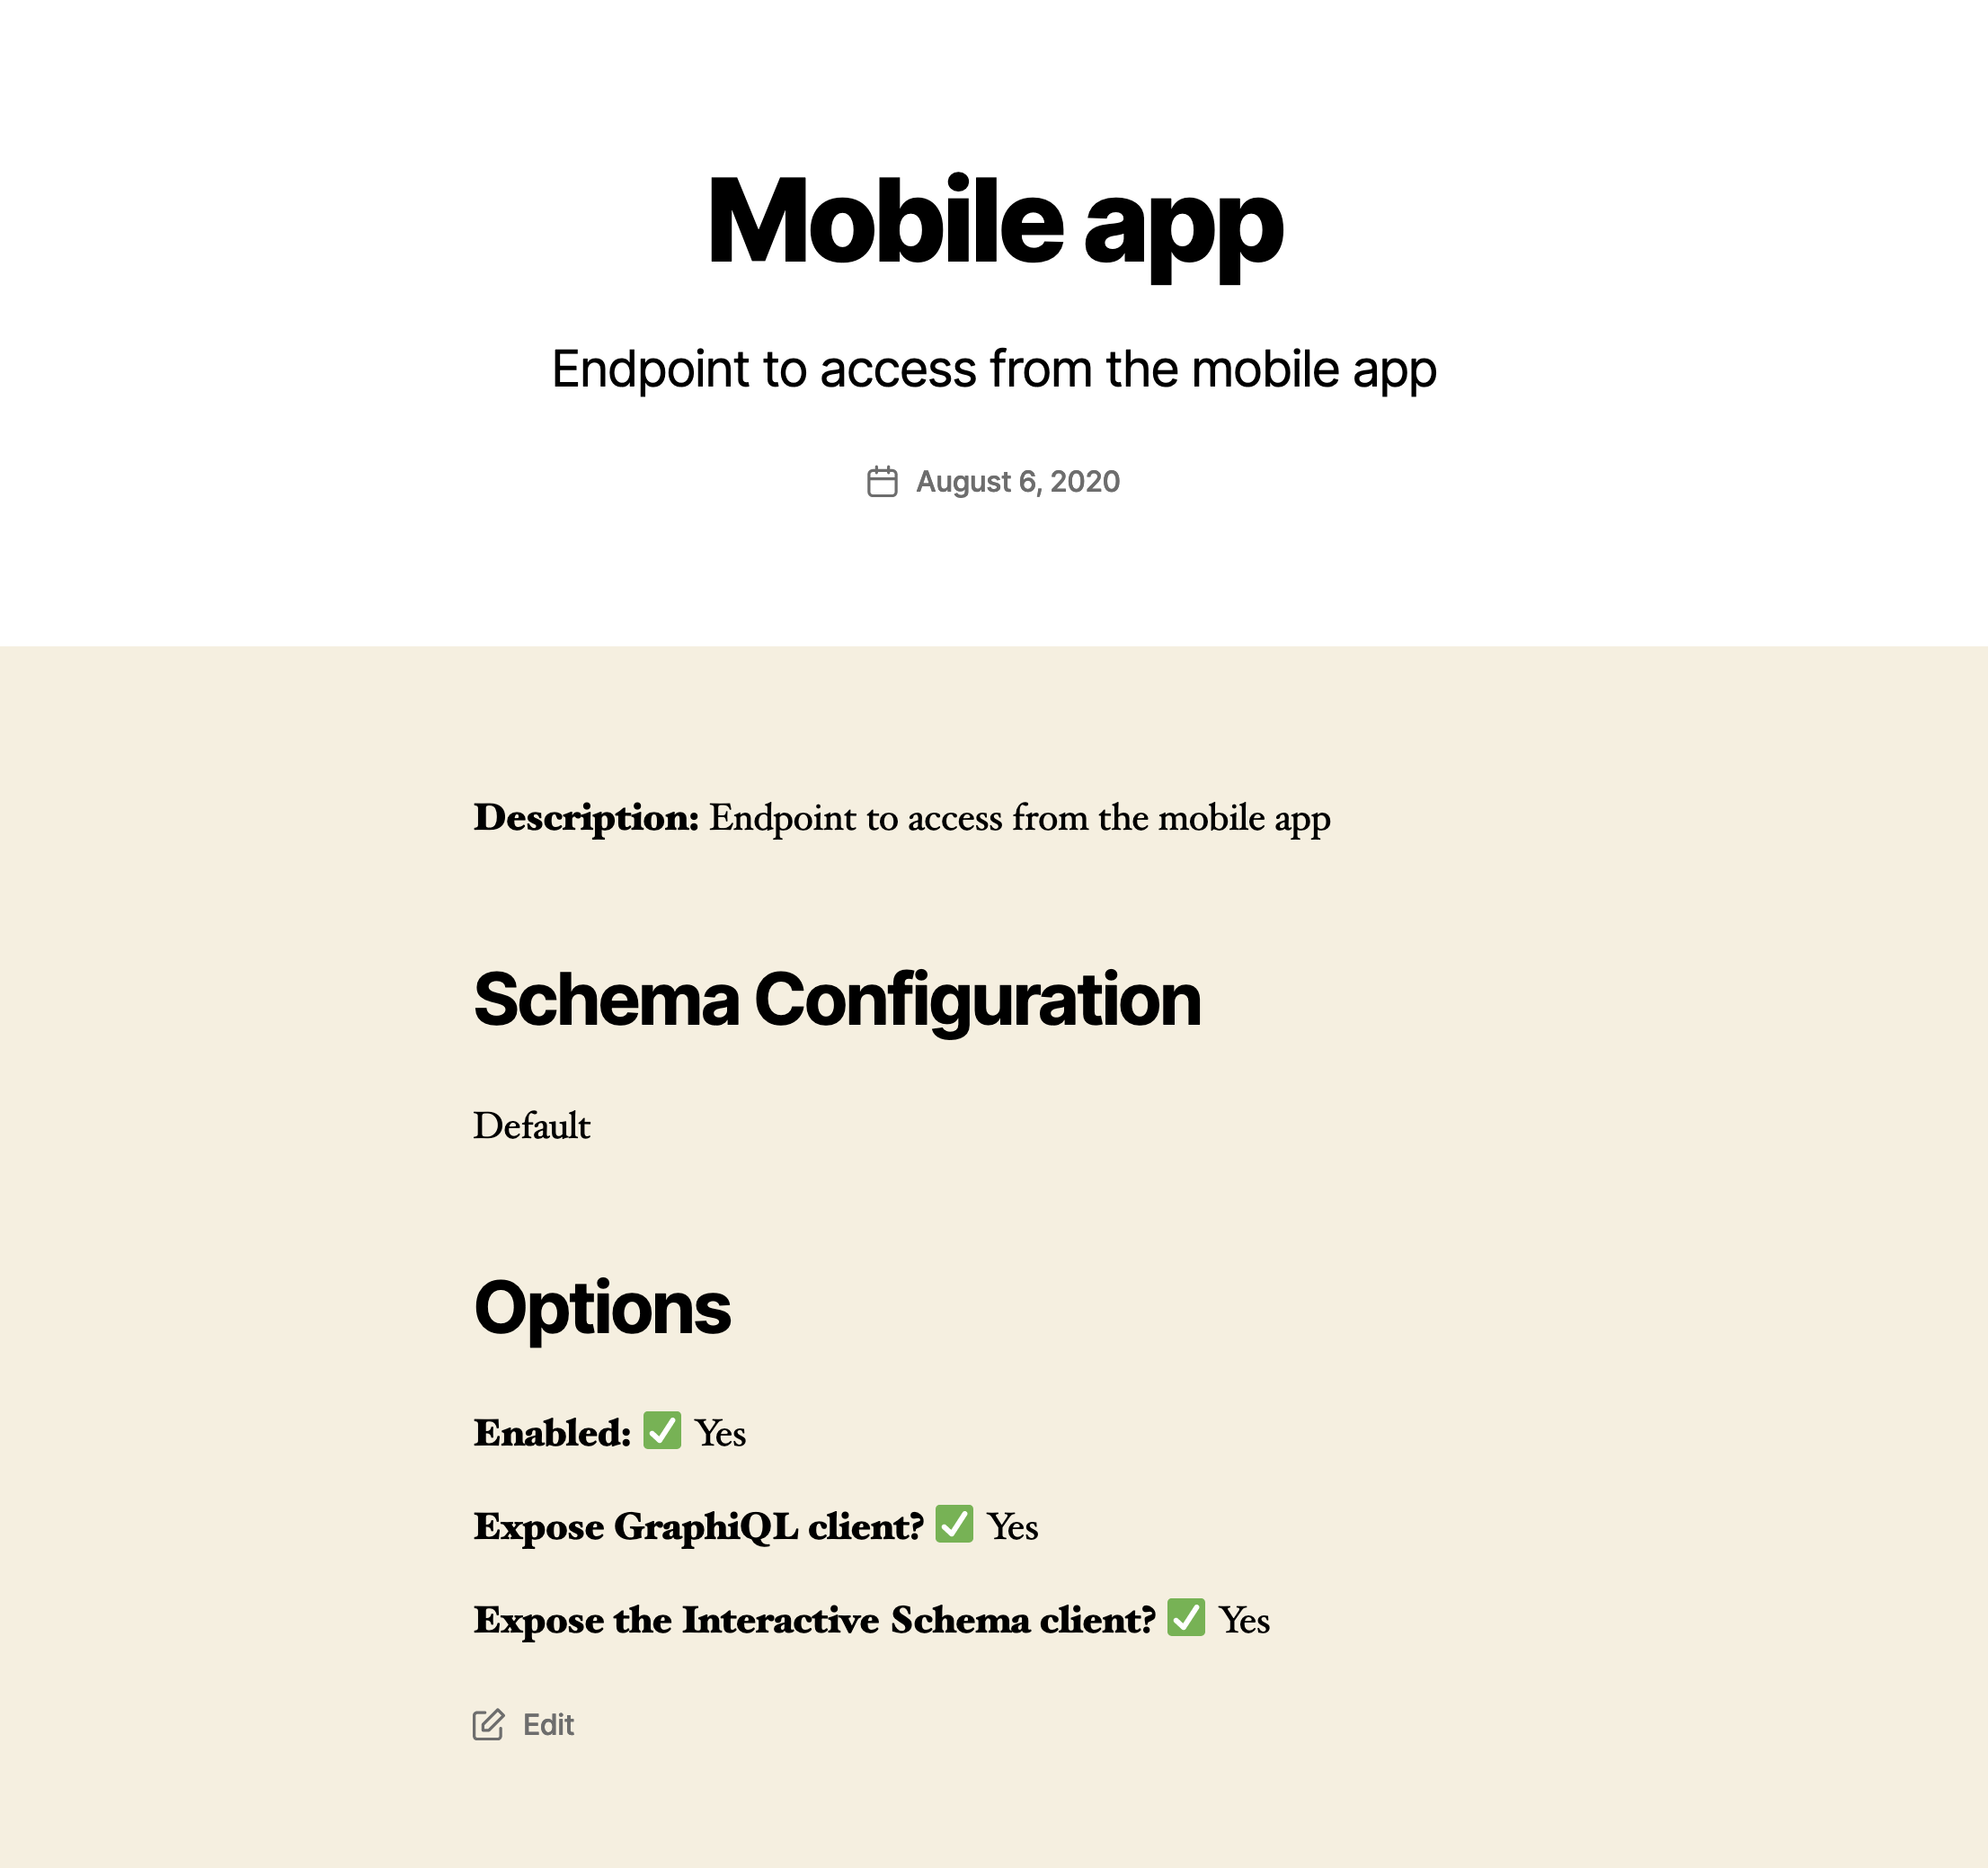 Mobile app
Endpoint to access from the mobile app
August 6, 2020
Description: Endpoint to access from the mobile app
Schema Configuration
Default
Options
Enabled: ✅ Yes
Expose GraphiQL client? ✅ Yes
Expose the Interactive Schema client? ✅ Yes
Edit